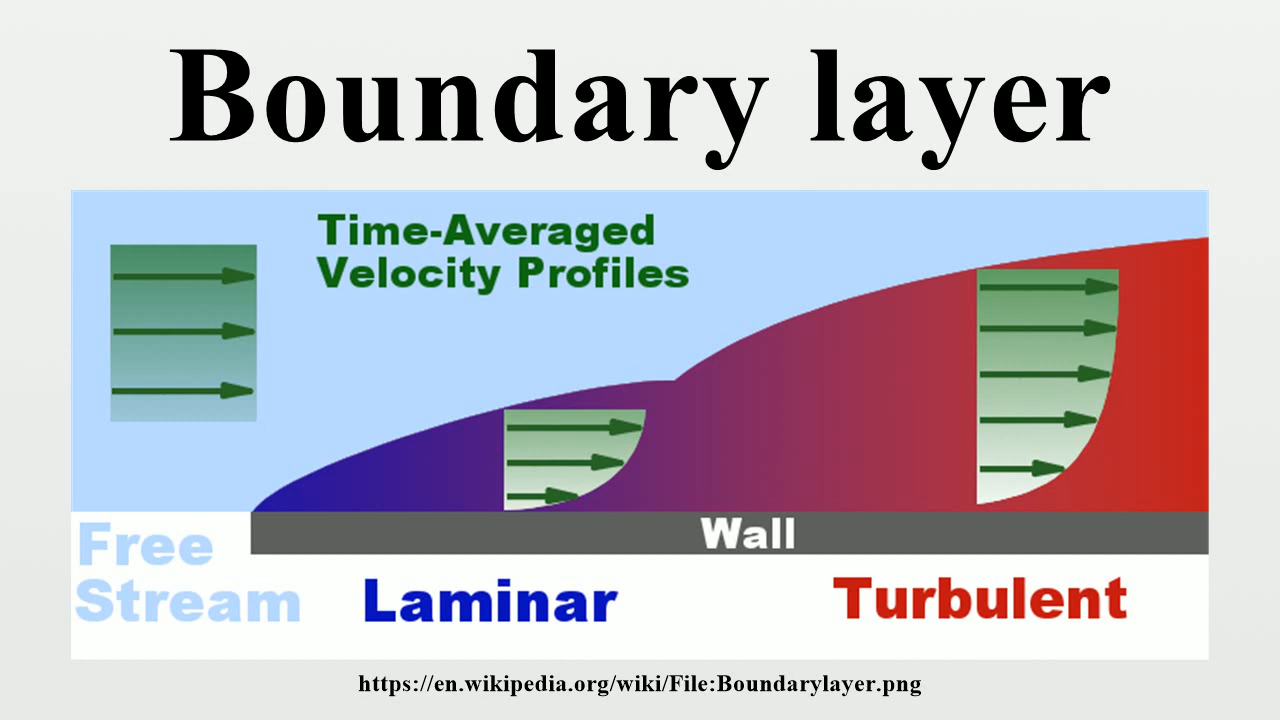 Boundary layer
Time-Averaged
Velocity Profiles
Wall
Free
Stream
Laminar
Turbulent
https://en.wikipedia.org/wiki/File:Boundarylayer.png